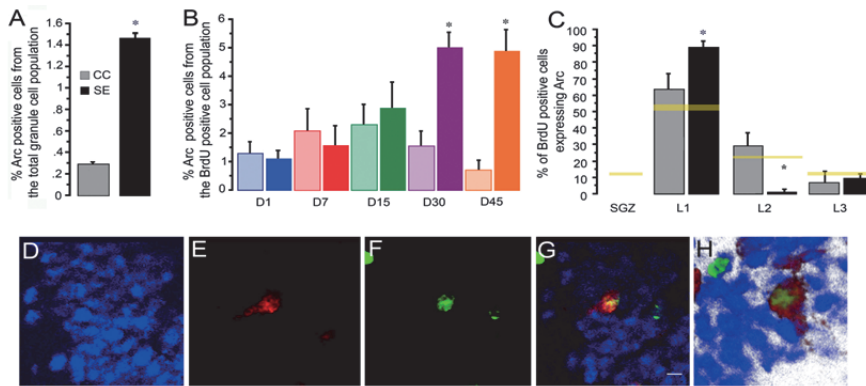 A
% Arc positive cells from
the total granule cell population
1.6
1.4
1.2
1
.8
.6
.4
.2
0
CC
SE
*
B
% Arc positive cells from
the BrdU positive cell population
6
5
4
3
2
1
0
*
*
D1
D7
D15
D30
D45
C
% of BrdU positive cells
expressing Arc
100
90
80
70
60
50
40
30
20
10
0
*
*
SGZ
L1
L2
L3
D
E
F
G
H